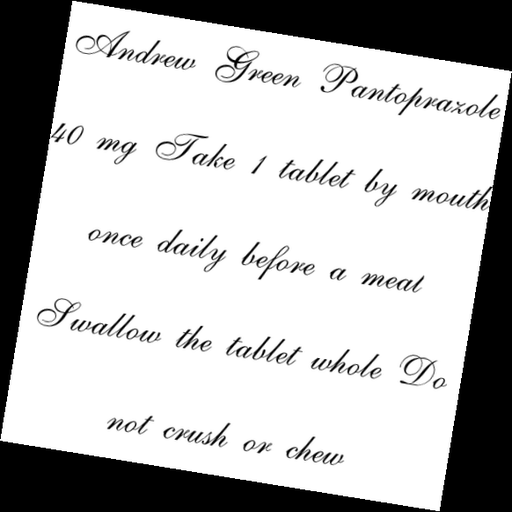 Andrew Green Pantoprazole
40 mg Take 1 tablet by mouth
once daily before a meal
Swallow the tablet whole Do
not crush or chew